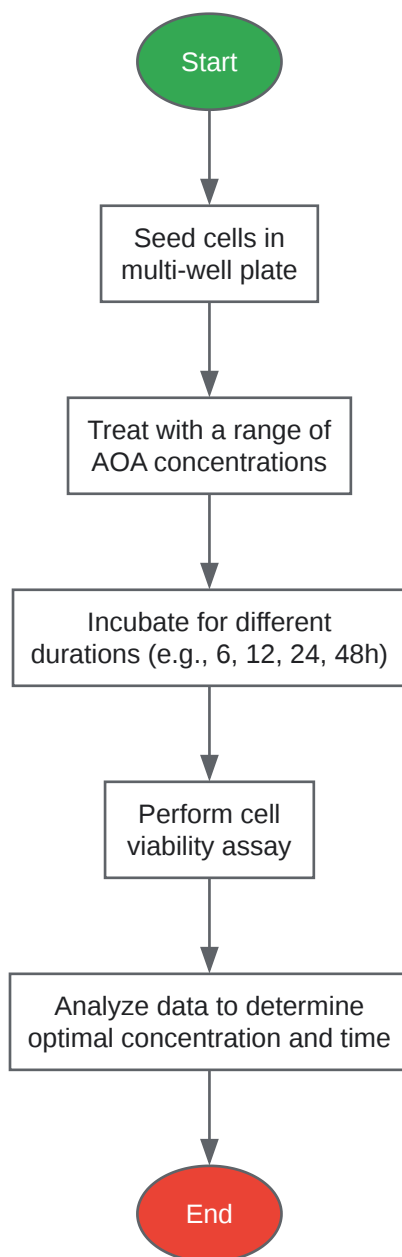 Start
Seed cells in
multi-well plate
Treat with a range of
AOA concentrations
Incubate for different
durations (e.g., 6, 12, 24, 48h)
Perform cell
viability assay
Analyze data to determine
optimal concentration and time
End